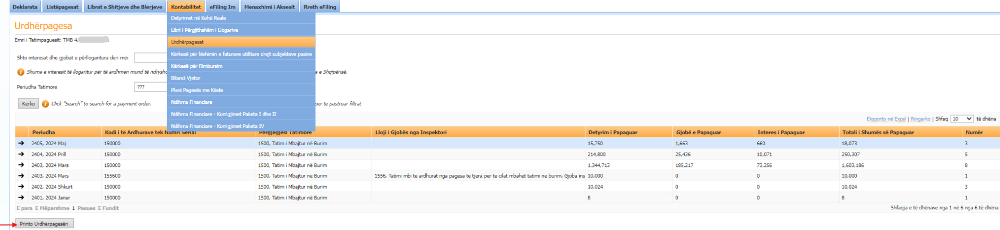 Deklarata Listëpagesat Librat e Shitjeve dhe Blerjeve Kontabilitet eFiling Im Menaxhimi i Aksesit Rreth eFiling
Detyrimet në Kohë Reale
Libri i Përgjithshëm i Llogarive
Urdhërpagesat
Kërkesë për lëshimin e faturave utilitare drejt subjekteve pasive
Kërkesë për Rimbursim
Bilanci Vjetor
Plani Pagesës me Këste
Ndihma Financiare
Ndihma Financiare - Korrigjimet Paketa I dhe II
Ndihma Financiare - Korrigjimet Paketa IV
Urdhërpagesa
Emri i Tatimpaguesit: TMB 4,
Shto interesat dhe gjobat e përllogaritura deri më:
Shuma e interesit të llogaritur për të ardhmen mund të ndrysho a e Shqipërisë.
Periudha Tatimore ???
Kërko Click "Search" to search for a payment order. për të pastruar filtrat
Eksporto në Excel | Ringarko | Shfaq 10 të dhëna
Periudha Kodi i të Ardhurave tek Numri Serial Përgjegjësi Tatimore Lloji i Gjobës nga Inspektori Detyrim i Papaguar Gjobë e Papaguar Interes i Papaguar Totali i Shumës së Papaguar Numër
2405, 2024 Maj 150000 1500, Tatim i Mbajtur në Burim 15,750 1,663 660 18,073 3
2404, 2024 Prill 150000 1500, Tatim i Mbajtur në Burim 214,800 25,436 10,071 250,307 5
2403, 2024 Mars 150000 1500, Tatim i Mbajtur në Burim 1,344,713 185,217 73,256 1,603,186 8
2403, 2024 Mars 155600 1500, Tatim i Mbajtur në Burim 1556, Tatimi mbi të ardhurat nga pagesa te tjera per te cilat mbahet tatimi ne burim, Gjoba ins 10,000 0 0 10,000 1
2402, 2024 Shkurt 150000 1500, Tatim i Mbajtur në Burim 10,024 0 0 10,024 3
2401, 2024 Janar 150000 1500, Tatim i Mbajtur në Burim 8 0 0 8 1
E para E Mëparshme 1 Pasues E Fundit Shfaqja e të dhënave nga 1 në 6 nga 6 të dhëna
Printo Urdhërpagesën